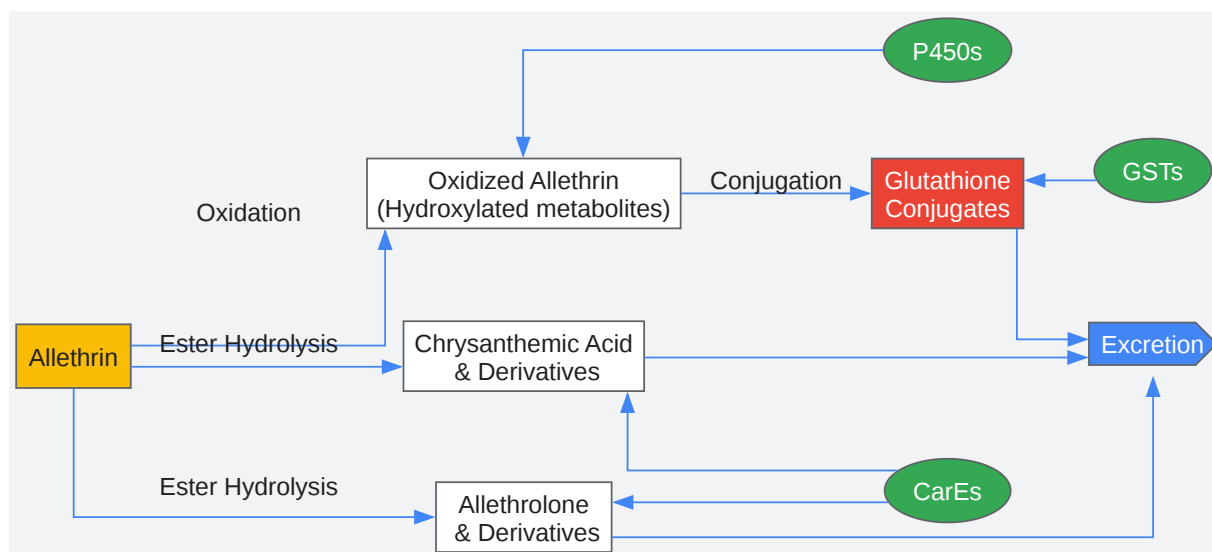 P450s
Oxidized Allethrin
(Hydroxylated metabolites)
Conjugation
Glutathione
Conjugates
GSTs
Oxidation
Allethrin
Ester Hydrolysis
Chrysanthemic Acid
& Derivatives
Excretion
Ester Hydrolysis
Allethrolone
& Derivatives
CarEs